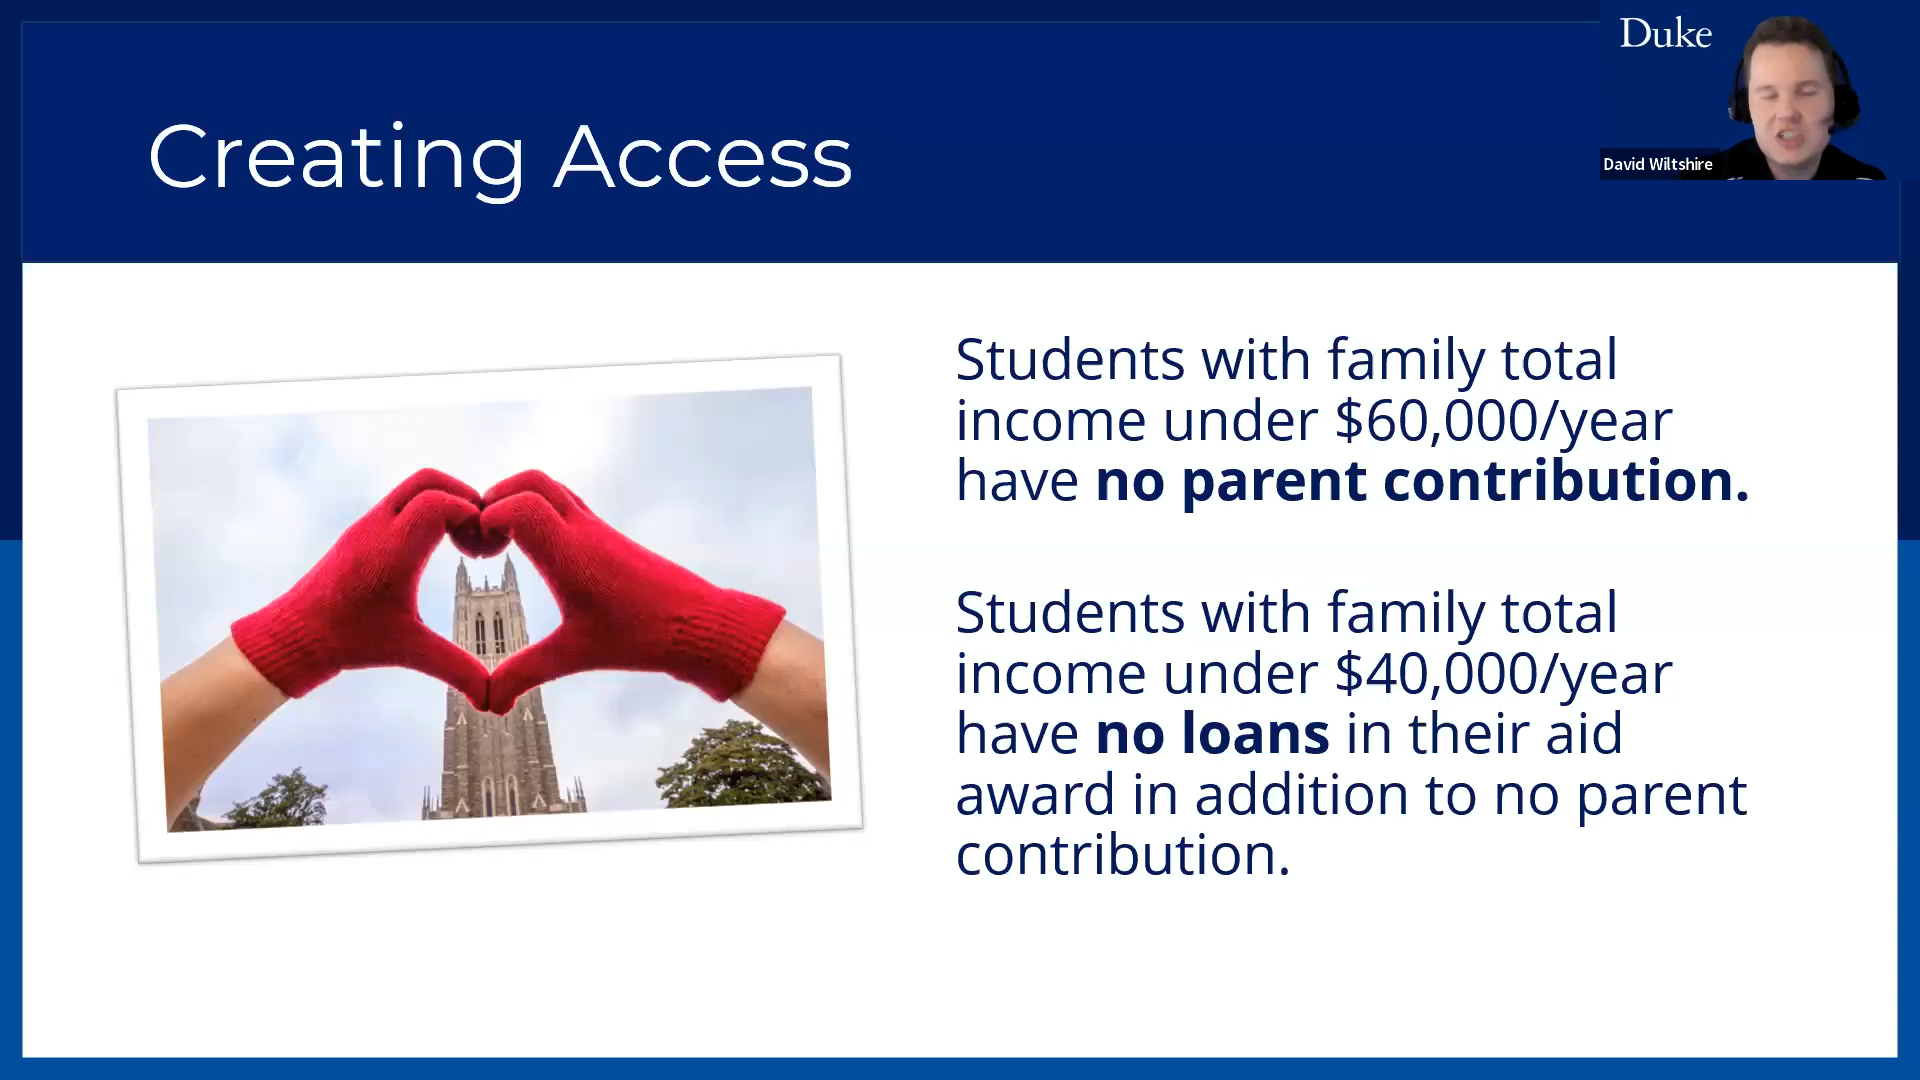 Duke
David Wiltshire
Creating Access
Students with family total
income under $60,000/year
have no parent contribution.
Students with family total
income under $40,000/year
have no loans in their aid
award in addition to no parent
contribution.